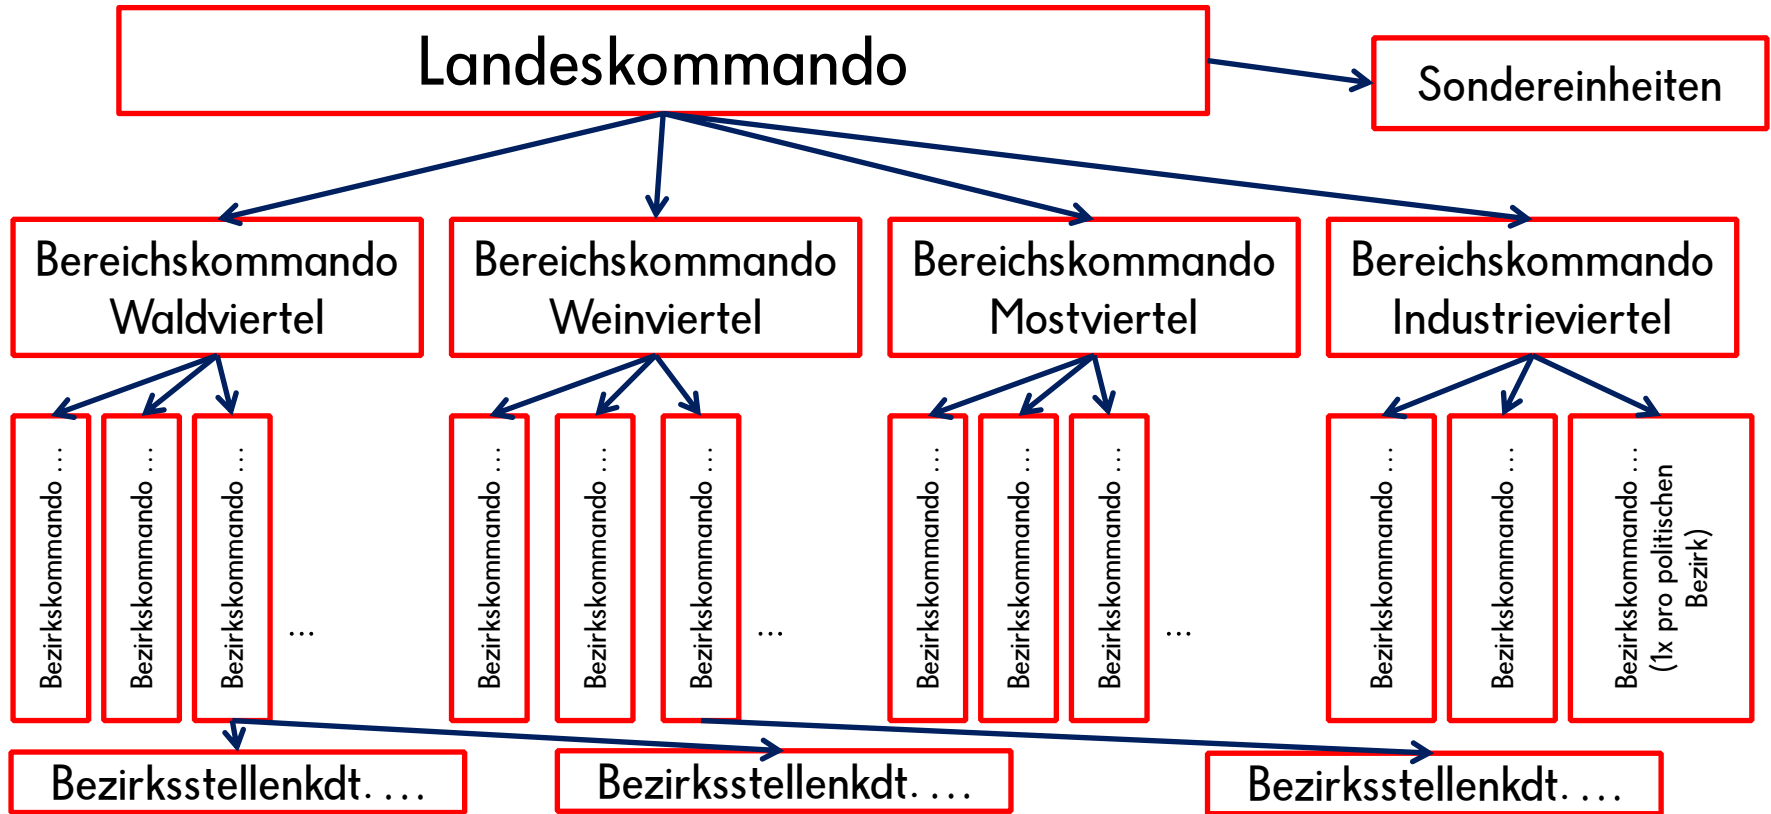 Landeskommando
Sondereinheiten
Bereichskommando
Waldviertel
Bereichskommando
Weinviertel
Bereichskommando
Mostviertel
Bereichskommando
Industrieviertel
Bezirkskommando …
Bezirkskommando …
Bezirkskommando …
…
Bezirkskommando …
Bezirkskommando …
Bezirkskommando …
…
Bezirkskommando …
Bezirkskommando …
Bezirkskommando …
…
Bezirkskommando …
Bezirkskommando …
Bezirkskommando …
(1x pro politischen
Bezirk)
Bezirksstellenkdt. …
Bezirksstellenkdt. …
Bezirksstellenkdt. …